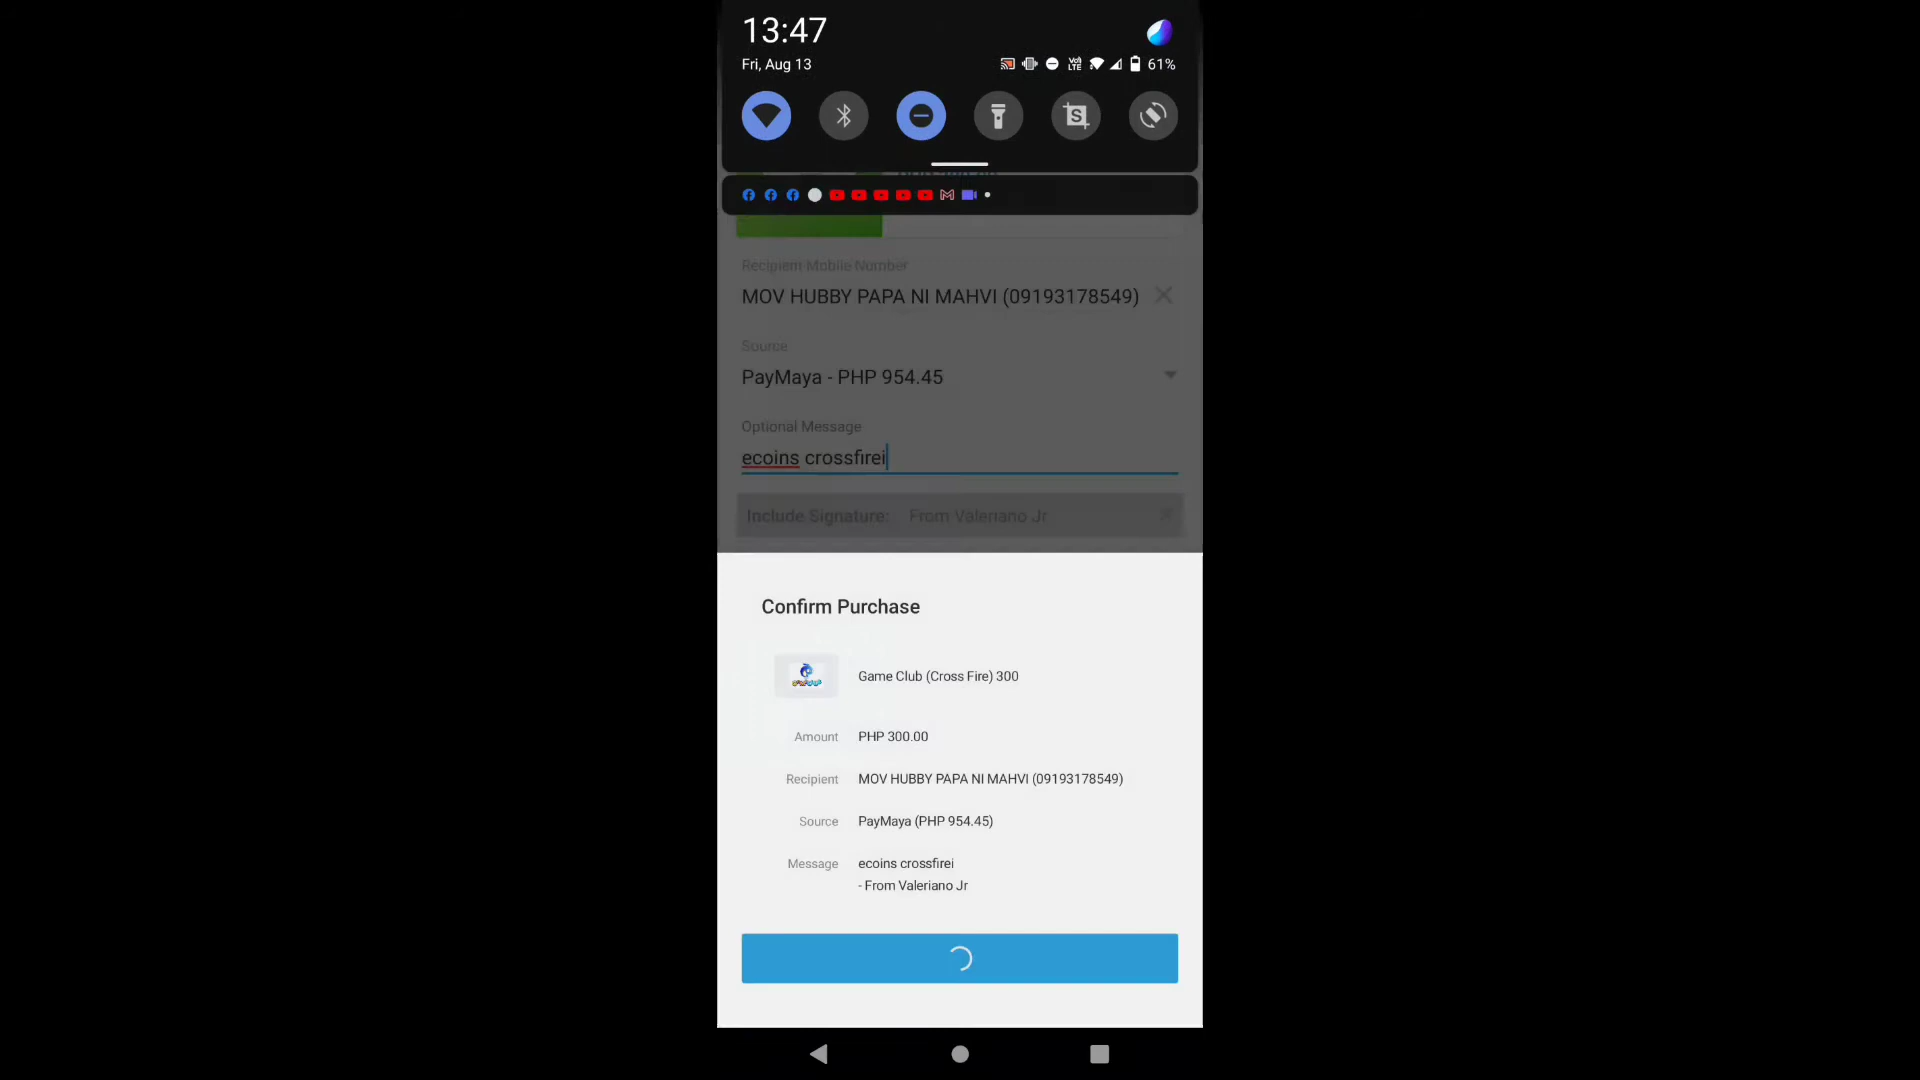 13:47
Fri, Aug 13
Vo)
LTE
61%
S
Recipient Mobile Number
MOV HUBBY PAPA NI MAHVI (09193178549)
Source
PayMaya - PHP 954.45
Optional Message
ecoins crossfirei
Include Signature: From Valeriano Jr
Confirm Purchase
Game Club (Cross Fire) 300
Amount PHP 300.00
Recipient MOV HUBBY PAPA NI MAHVI (09193178549)
Source PayMaya (PHP 954.45)
Message ecoins crossfirei
- From Valeriano Jr